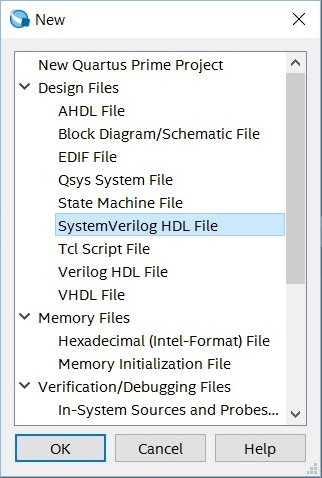 New
New Quartus Prime Project
Design Files
AHDL File
Block Diagram/Schematic File
EDIF File
Qsys System File
State Machine File
SystemVerilog HDL File
Tcl Script File
Verilog HDL File
VHDL File
Memory Files
Hexadecimal (Intel-Format) File
Memory Initialization File
Verification/Debugging Files
In-System Sources and Probes...
OK Cancel Help